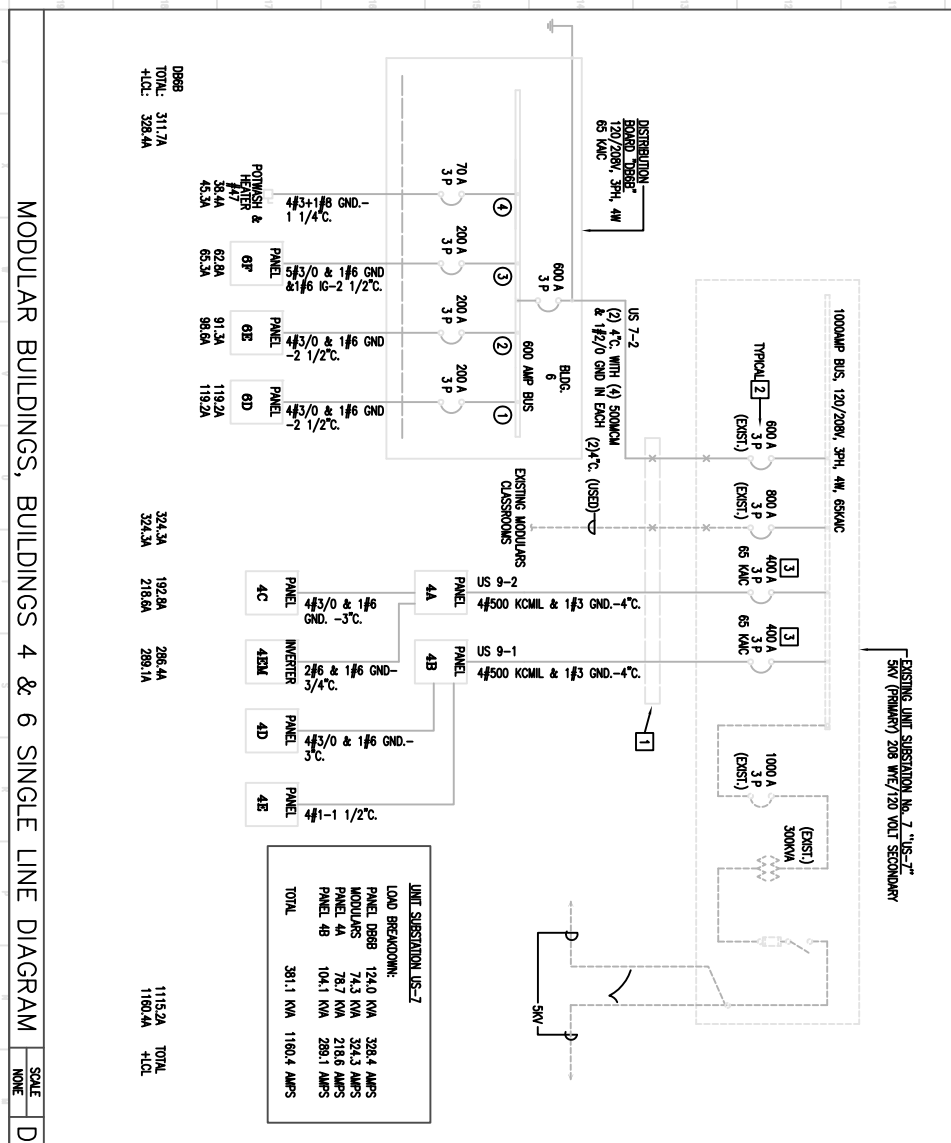 EXISTING UNIT SUBSTATION No. 7 "US-7"
5KV (PRIMARY) 208 WYE/120 VOLT SECONDARY
1000AMP BUS, 120/208V, 3PH, 4W, 65KAIC
TYPICAL 2
600 A
3 P
(EXIST.)
800 A
3 P
(EXIST.)
3
400 A
3 P
65 KAIC
3
400 A
3 P
65 KAIC
1000 A
3 P
(EXIST.)
(EXIST.)
300KVA
5KV
1
DISTRIBUTION
BOARD "DB6B"
120/208V, 3PH, 4W
65 KAIC
US 7-2
(2) 4"C. WITH (4) 500MCM
& 1#2/0 GND IN EACH
(2)4"C. (USED)
BLDG.
6
600 A
3 P
600 AMP BUS
EXISTING MODULARS
CLASSROOMS
4
3
2
1
70 A
3 P
200 A
3 P
200 A
3 P
200 A
3 P
4#3+1#8 GND.-
1 1/4"C.
POTWASH &
HEATER
#47
38.4A
45.3A
5#3/0 & 1#6 GND
&1#6 IG-2 1/2"C.
PANEL
6F
62.8A
65.3A
4#3/0 & 1#6 GND
-2 1/2"C.
PANEL
6E
91.3A
98.6A
4#3/0 & 1#6 GND
-2 1/2"C.
PANEL
6D
119.2A
119.2A
DB6B
TOTAL: 311.7A
+LCL: 328.4A
US 9-2
4#500 KCMIL & 1#3 GND.-4"C.
PANEL
4A
US 9-1
4#500 KCMIL & 1#3 GND.-4"C.
PANEL
4B
PANEL
4C
4#3/0 & 1#6
GND. -3"C.
INVERTER
4EM
2#6 & 1#6 GND-
3/4"C.
PANEL
4D
4#3/0 & 1#6 GND.-
3"C.
PANEL
4E
4#1-1 1/2"C.
324.3A
324.3A
192.8A
218.6A
286.4A
289.1A
1115.2A TOTAL
1160.4A +LCL
UNIT SUBSTATION US-7
LOAD BREAKDOWN:
PANEL DB6B 124.0 KVA 328.4 AMPS
MODULARS 74.3 KVA 324.3 AMPS
PANEL 4A 78.7 KVA 218.6 AMPS
PANEL 4B 104.1 KVA 289.1 AMPS
TOTAL 381.1 KVA 1160.4 AMPS
MODULAR BUILDINGS, BUILDINGS 4 & 6 SINGLE LINE DIAGRAM
SCALE
NONE
D